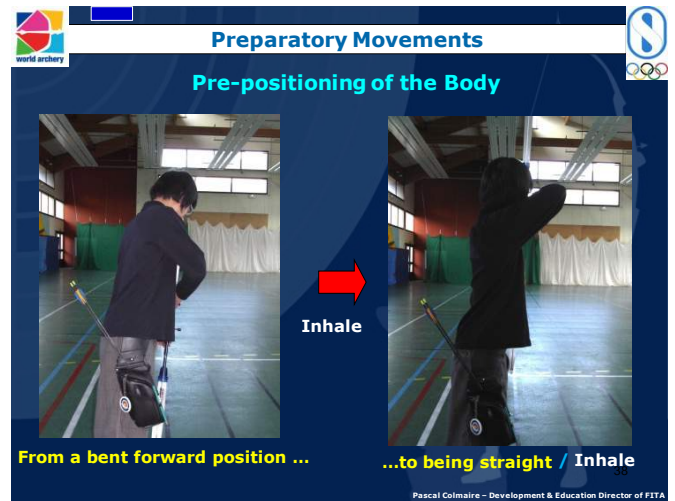 world archery
Preparatory Movements
Pre-positioning of the Body
Inhale
From a bent forward position ...
...to being straight / Inhale
38
Pascal Colmaire – Development & Education Director of FITA